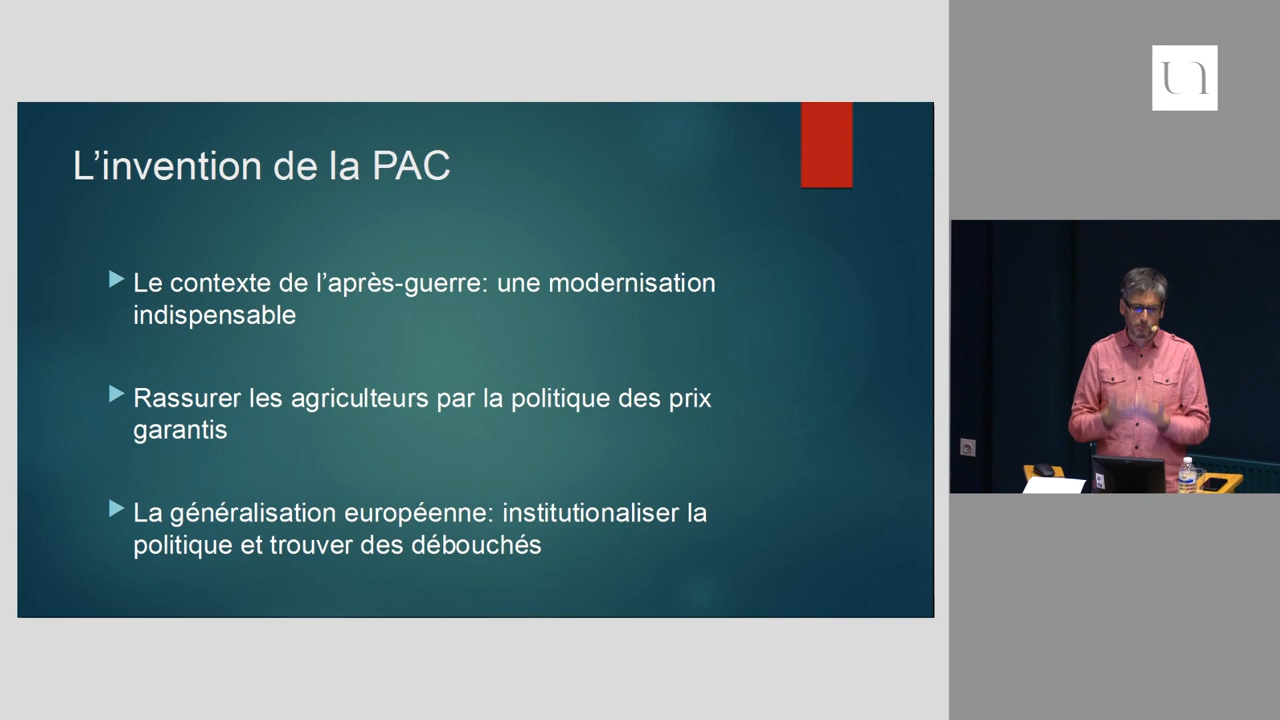 L’invention de la PAC
Le contexte de l’après-guerre: une modernisation
indispensable
Rassurer les agriculteurs par la politique des prix
garantis
La généralisation européenne: institutionaliser la
politique et trouver des débouchés